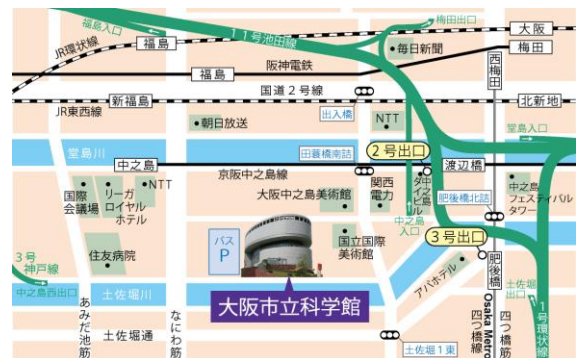 福島入口
11号池田線
梅田出口
大阪
JR環状線
福島
毎日新聞
梅田
阪神電鉄
福島
西梅田
国道2号線
新福島
北新地
JR東西線
出入橋
朝日放送
NTT
堂島入口
堂島川
田蓑橋南詰
2号出口
中之島
京阪中之島線
渡辺橋
国際
会議場
リーガ
ロイヤル
ホテル
NTT
大阪中之島美術館
関西
電力
中之島
ダイビル
中之島
フェスティバル
タワー
中之島
入口
肥後橋北詰
3号出口
バス
P
国立国際
美術館
住友病院
3号
神戸線
アパホテル
肥後橋
中之島西出口
土佐堀川
大阪市立科学館
土佐堀
出口
1号環状線
あみだ池筋
なにわ筋
土佐堀通
土佐堀1東
Osaka Metro
四つ橋線
四つ橋筋